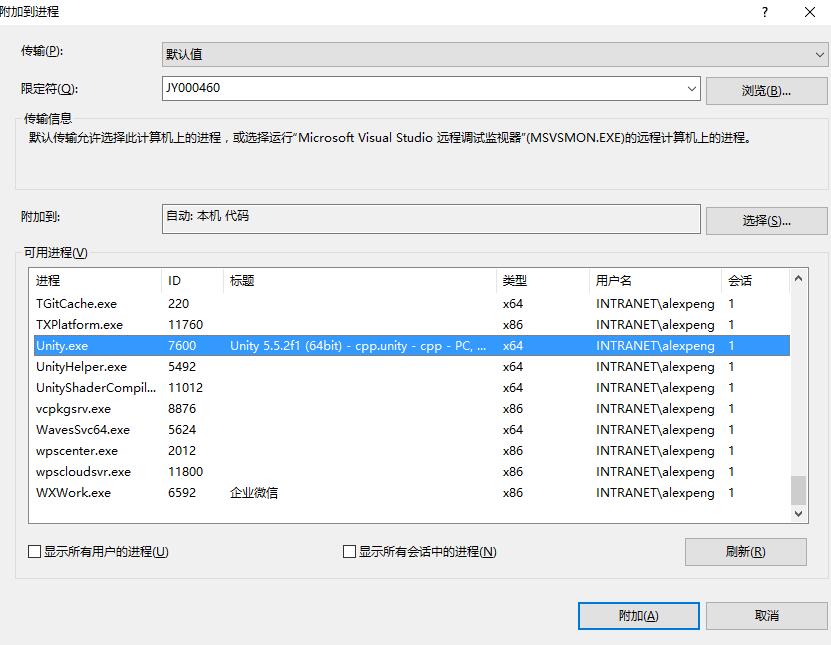 附加到进程 ?
传输(P): 默认值
限定符(Q): JY000460 浏览(B)...
传输信息
默认传输允许选择此计算机上的进程，或选择运行“Microsoft Visual Studio 远程调试监视器”(MSVSMON.EXE)的远程计算机上的进程。
附加到: 自动: 本机 代码 选择(S)...
可用进程(V)
进程 ID 标题 类型 用户名 会话
TGitCache.exe 220 x64 INTRANET\alexpeng 1
TXPlatform.exe 11760 x86 INTRANET\alexpeng 1
Unity.exe 7600 Unity 5.5.2f1 (64bit) - cpp.unity - cpp - PC, ... x64 INTRANET\alexpeng 1
UnityHelper.exe 5492 x64 INTRANET\alexpeng 1
UnityShaderCompil... 11012 x64 INTRANET\alexpeng 1
vcpkgsrv.exe 8876 x86 INTRANET\alexpeng 1
WavesSvc64.exe 5624 x64 INTRANET\alexpeng 1
wpscenter.exe 2012 x86 INTRANET\alexpeng 1
wpscloudsvr.exe 11800 x86 INTRANET\alexpeng 1
WXWork.exe 6592 企业微信 x86 INTRANET\alexpeng 1
显示所有用户的进程(U) 显示所有会话中的进程(N) 刷新(R)
附加(A) 取消